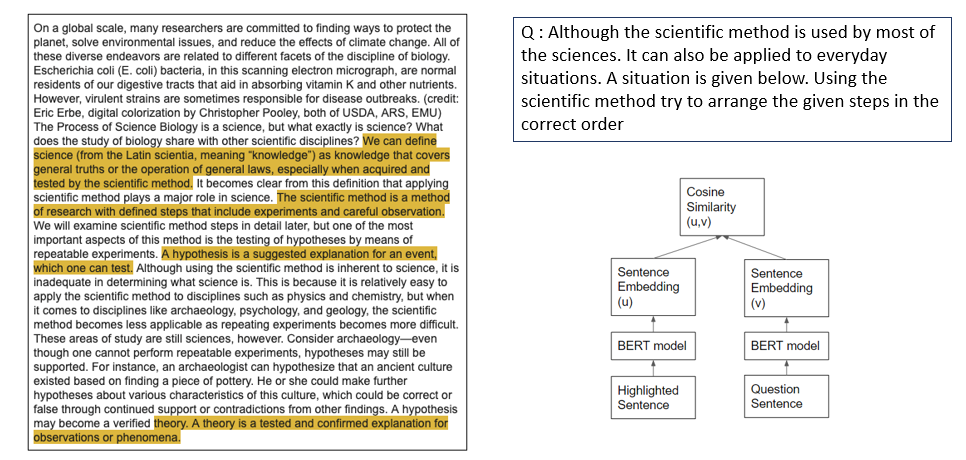 On a global scale, many researchers are committed to finding ways to protect the
planet, solve environmental issues, and reduce the effects of climate change. All of
these diverse endeavors are related to different facets of the discipline of biology.
Escherichia coli (E. coli) bacteria, in this scanning electron micrograph, are normal
residents of our digestive tracts that aid in absorbing vitamin K and other nutrients.
However, virulent strains are sometimes responsible for disease outbreaks. (credit:
Eric Erbe, digital colorization by Christopher Pooley, both of USDA, ARS, EMU)
The Process of Science Biology is a science, but what exactly is science? What
does the study of biology share with other scientific disciplines? We can define
science (from the Latin scientia, meaning “knowledge”) as knowledge that covers
general truths or the operation of general laws, especially when acquired and
tested by the scientific method. It becomes clear from this definition that applying
scientific method plays a major role in science. The scientific method is a method
of research with defined steps that include experiments and careful observation.
We will examine scientific method steps in detail later, but one of the most
important aspects of this method is the testing of hypotheses by means of
repeatable experiments. A hypothesis is a suggested explanation for an event,
which one can test. Although using the scientific method is inherent to science, it is
inadequate in determining what science is. This is because it is relatively easy to
apply the scientific method to disciplines such as physics and chemistry, but when
it comes to disciplines like archaeology, psychology, and geology, the scientific
method becomes less applicable as repeating experiments becomes more difficult.
These areas of study are still sciences, however. Consider archaeology—even
though one cannot perform repeatable experiments, hypotheses may still be
supported. For instance, an archaeologist can hypothesize that an ancient culture
existed based on finding a piece of pottery. He or she could make further
hypotheses about various characteristics of this culture, which could be correct or
false through continued support or contradictions from other findings. A hypothesis
may become a verified theory. A theory is a tested and confirmed explanation for
observations or phenomena.
Q : Although the scientific method is used by most of
the sciences. It can also be applied to everyday
situations. A situation is given below. Using the
scientific method try to arrange the given steps in the
correct order
Cosine
Similarity
(u,v)
Sentence
Embedding
(u)
Sentence
Embedding
(v)
BERT model
BERT model
Highlighted
Sentence
Question
Sentence